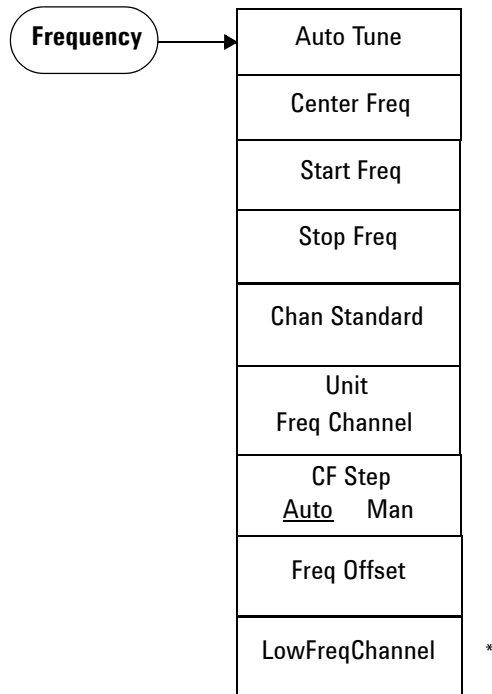 Frequency
Auto Tune
Center Freq
Start Freq
Stop Freq
Chan Standard
Unit
Freq Channel
CF Step
Auto Man
Freq Offset
LowFreqChannel *